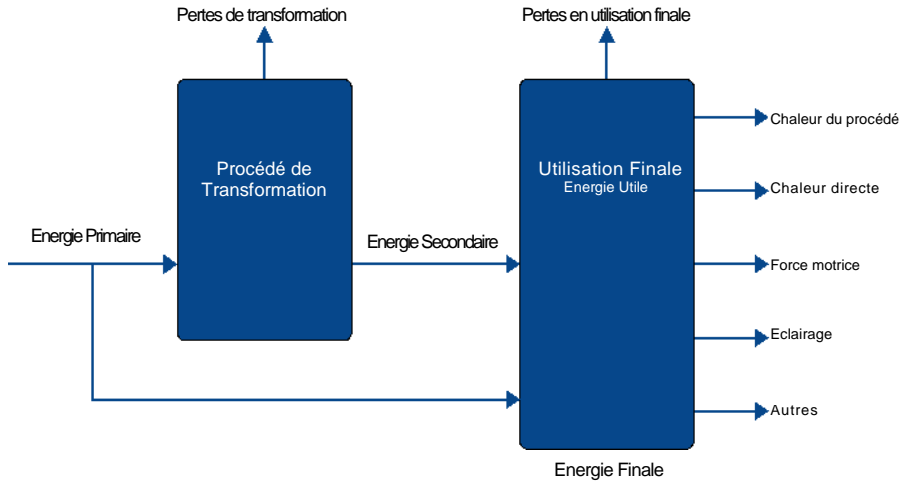 Pertes de transformation
Pertes en utilisation finale
Procédé de
Transformation
Utilisation Finale
Energie Utile
Chaleur du procédé
Chaleur directe
Energie Primaire
Energie Secondaire
Force motrice
Eclairage
Autres
Energie Finale